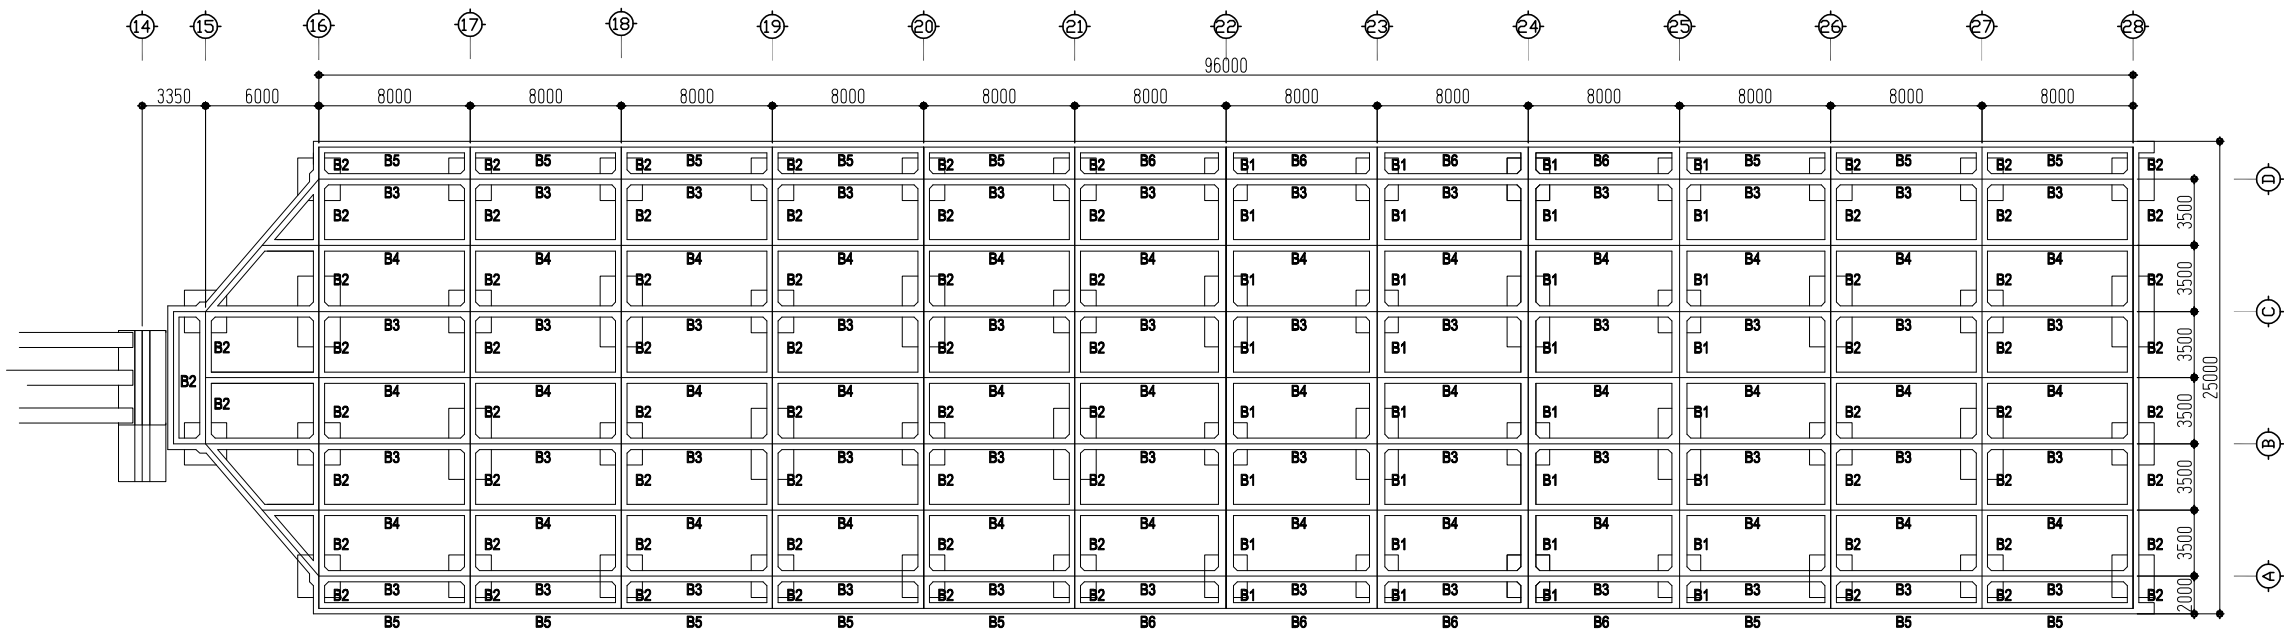 14 15 16 17 18 19 20 21 22 23 24 25 26 27 28
96000
3350 6000 8000 8000 8000 8000 8000 8000 8000 8000 8000 8000 8000 8000
B2 B5 B2 B5 B2 B5 B2 B5 B2 B5 B2 B6 B1 B6 B1 B6 B1 B6 B1 B5 B2 B5 B2 B5 B2
D
B3 B3 B3 B3 B3 B3 B3 B3 B3 B3 B3 B3
B2 B2 B2 B2 B2 B2 B1 B1 B1 B1 B2 B2 B2 3500
B4 B4 B4 B4 B4 B4 B4 B4 B4 B4 B4 B4
B2 B2 B2 B2 B2 B2 B1 B1 B1 B1 B2 B2 B2 3500
C
B3 B3 B3 B3 B3 B3 B3 B3 B3 B3 B3 B3
B2 B2 B2 B2 B2 B2 B2 B1 B1 B1 B1 B2 B2 B2 3500
B2 25000
B4 B4 B4 B4 B4 B4 B4 B4 B4 B4 B4 B4
B2 B2 B2 B2 B2 B2 B2 B1 B1 B1 B1 B2 B2 B2 3500
B
B3 B3 B3 B3 B3 B3 B3 B3 B3 B3 B3 B3
B2 B2 B2 B2 B2 B2 B1 B1 B1 B1 B2 B2 B2 3500
B4 B4 B4 B4 B4 B4 B4 B4 B4 B4 B4 B4
B2 B2 B2 B2 B2 B2 B1 B1 B1 B1 B2 B2 B2 3500
A
B2 B3 B2 B3 B2 B3 B2 B3 B2 B3 B2 B3 B1 B3 B1 B3 B1 B3 B1 B3 B2 B3 B2 B3 B2 2000
B5 B5 B5 B5 B5 B6 B6 B6 B6 B5 B5 B5